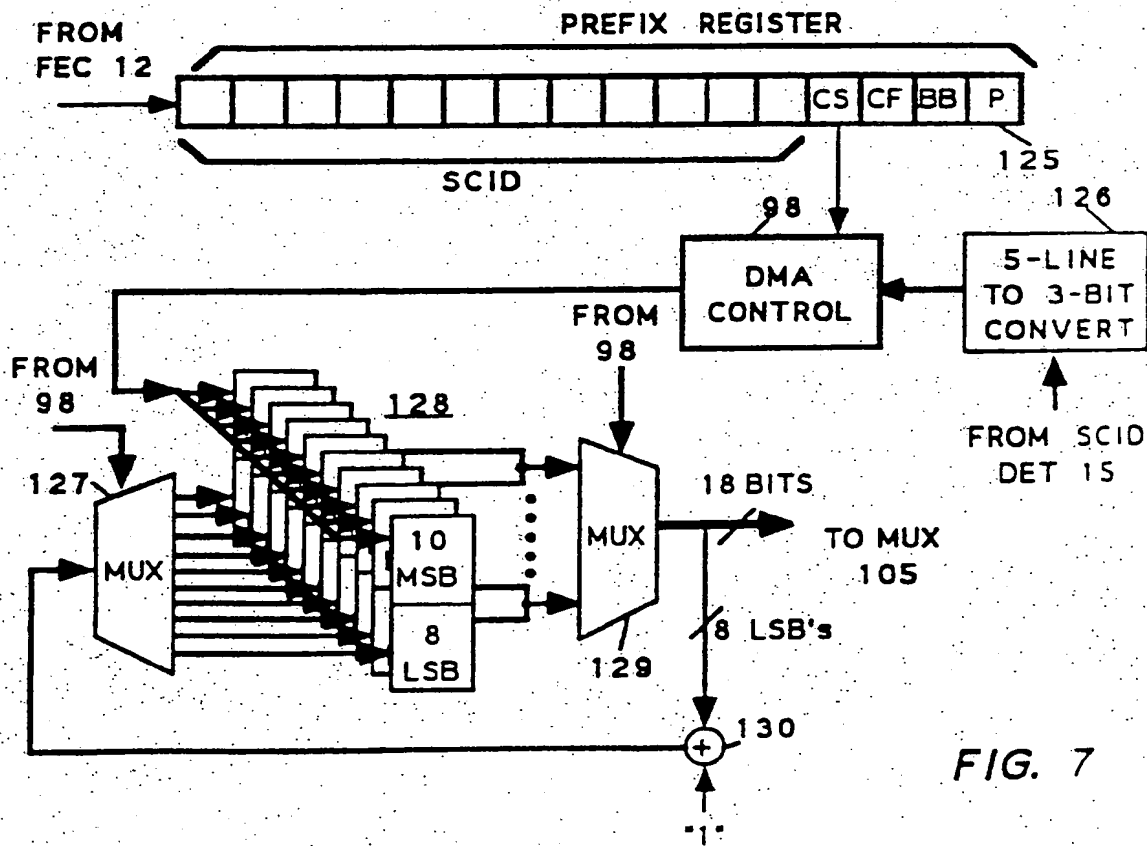 PREFIX REGISTER
FROM
FEC 12
CS CF BB P
125
SCID
98
126
DMA
CONTROL
5-LINE
TO 3-BIT
CONVERT
FROM
98
FROM
98
128
FROM SCID
DET 15
127
MUX
10
MSB
8
LSB
MUX
18 BITS
TO MUX
105
8 LSB's
129
+
130
"1"
FIG. 7